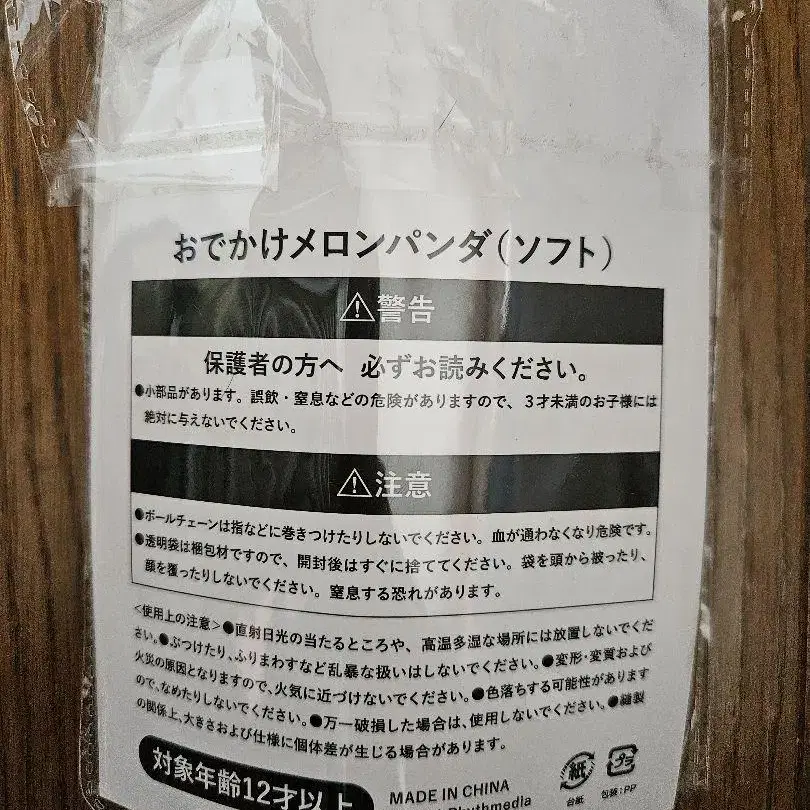 おでかけメロンパンダ(ソフト)
⚠警告
保護者の方へ 必ずお読みください。
●小部品があります。誤飲・窒息などの危険がありますので、3才未満のお子様には
絶対に与えないでください。
⚠注意
●ボールチェーンは指などに巻きつけたりしないでください。血が通わなくなり危険です。
●透明袋は梱包材ですので、開封後はすぐに捨ててください。袋を頭から被ったり、
顔を覆ったりしないでください。窒息する恐れがあります。
<使用上の注意>●直射日光の当たるところや、高温多湿な場所には放置しないでくだ
さい。●ぶつけたり、ふりまわすなど乱暴な扱いはしないでください。●変形・変質および
火災の原因となりますので、火気に近づけないでください。●色落ちする可能性があります
ので、なめたりしないでください。●万一破損した場合は、使用しないでください。●縫製
の関係上、大きさおよび仕様に個体差が生じる場合があります。
対象年齢12才以上
MADE IN CHINA
Rhythmedia
紙
台紙
プラ
包装:PP